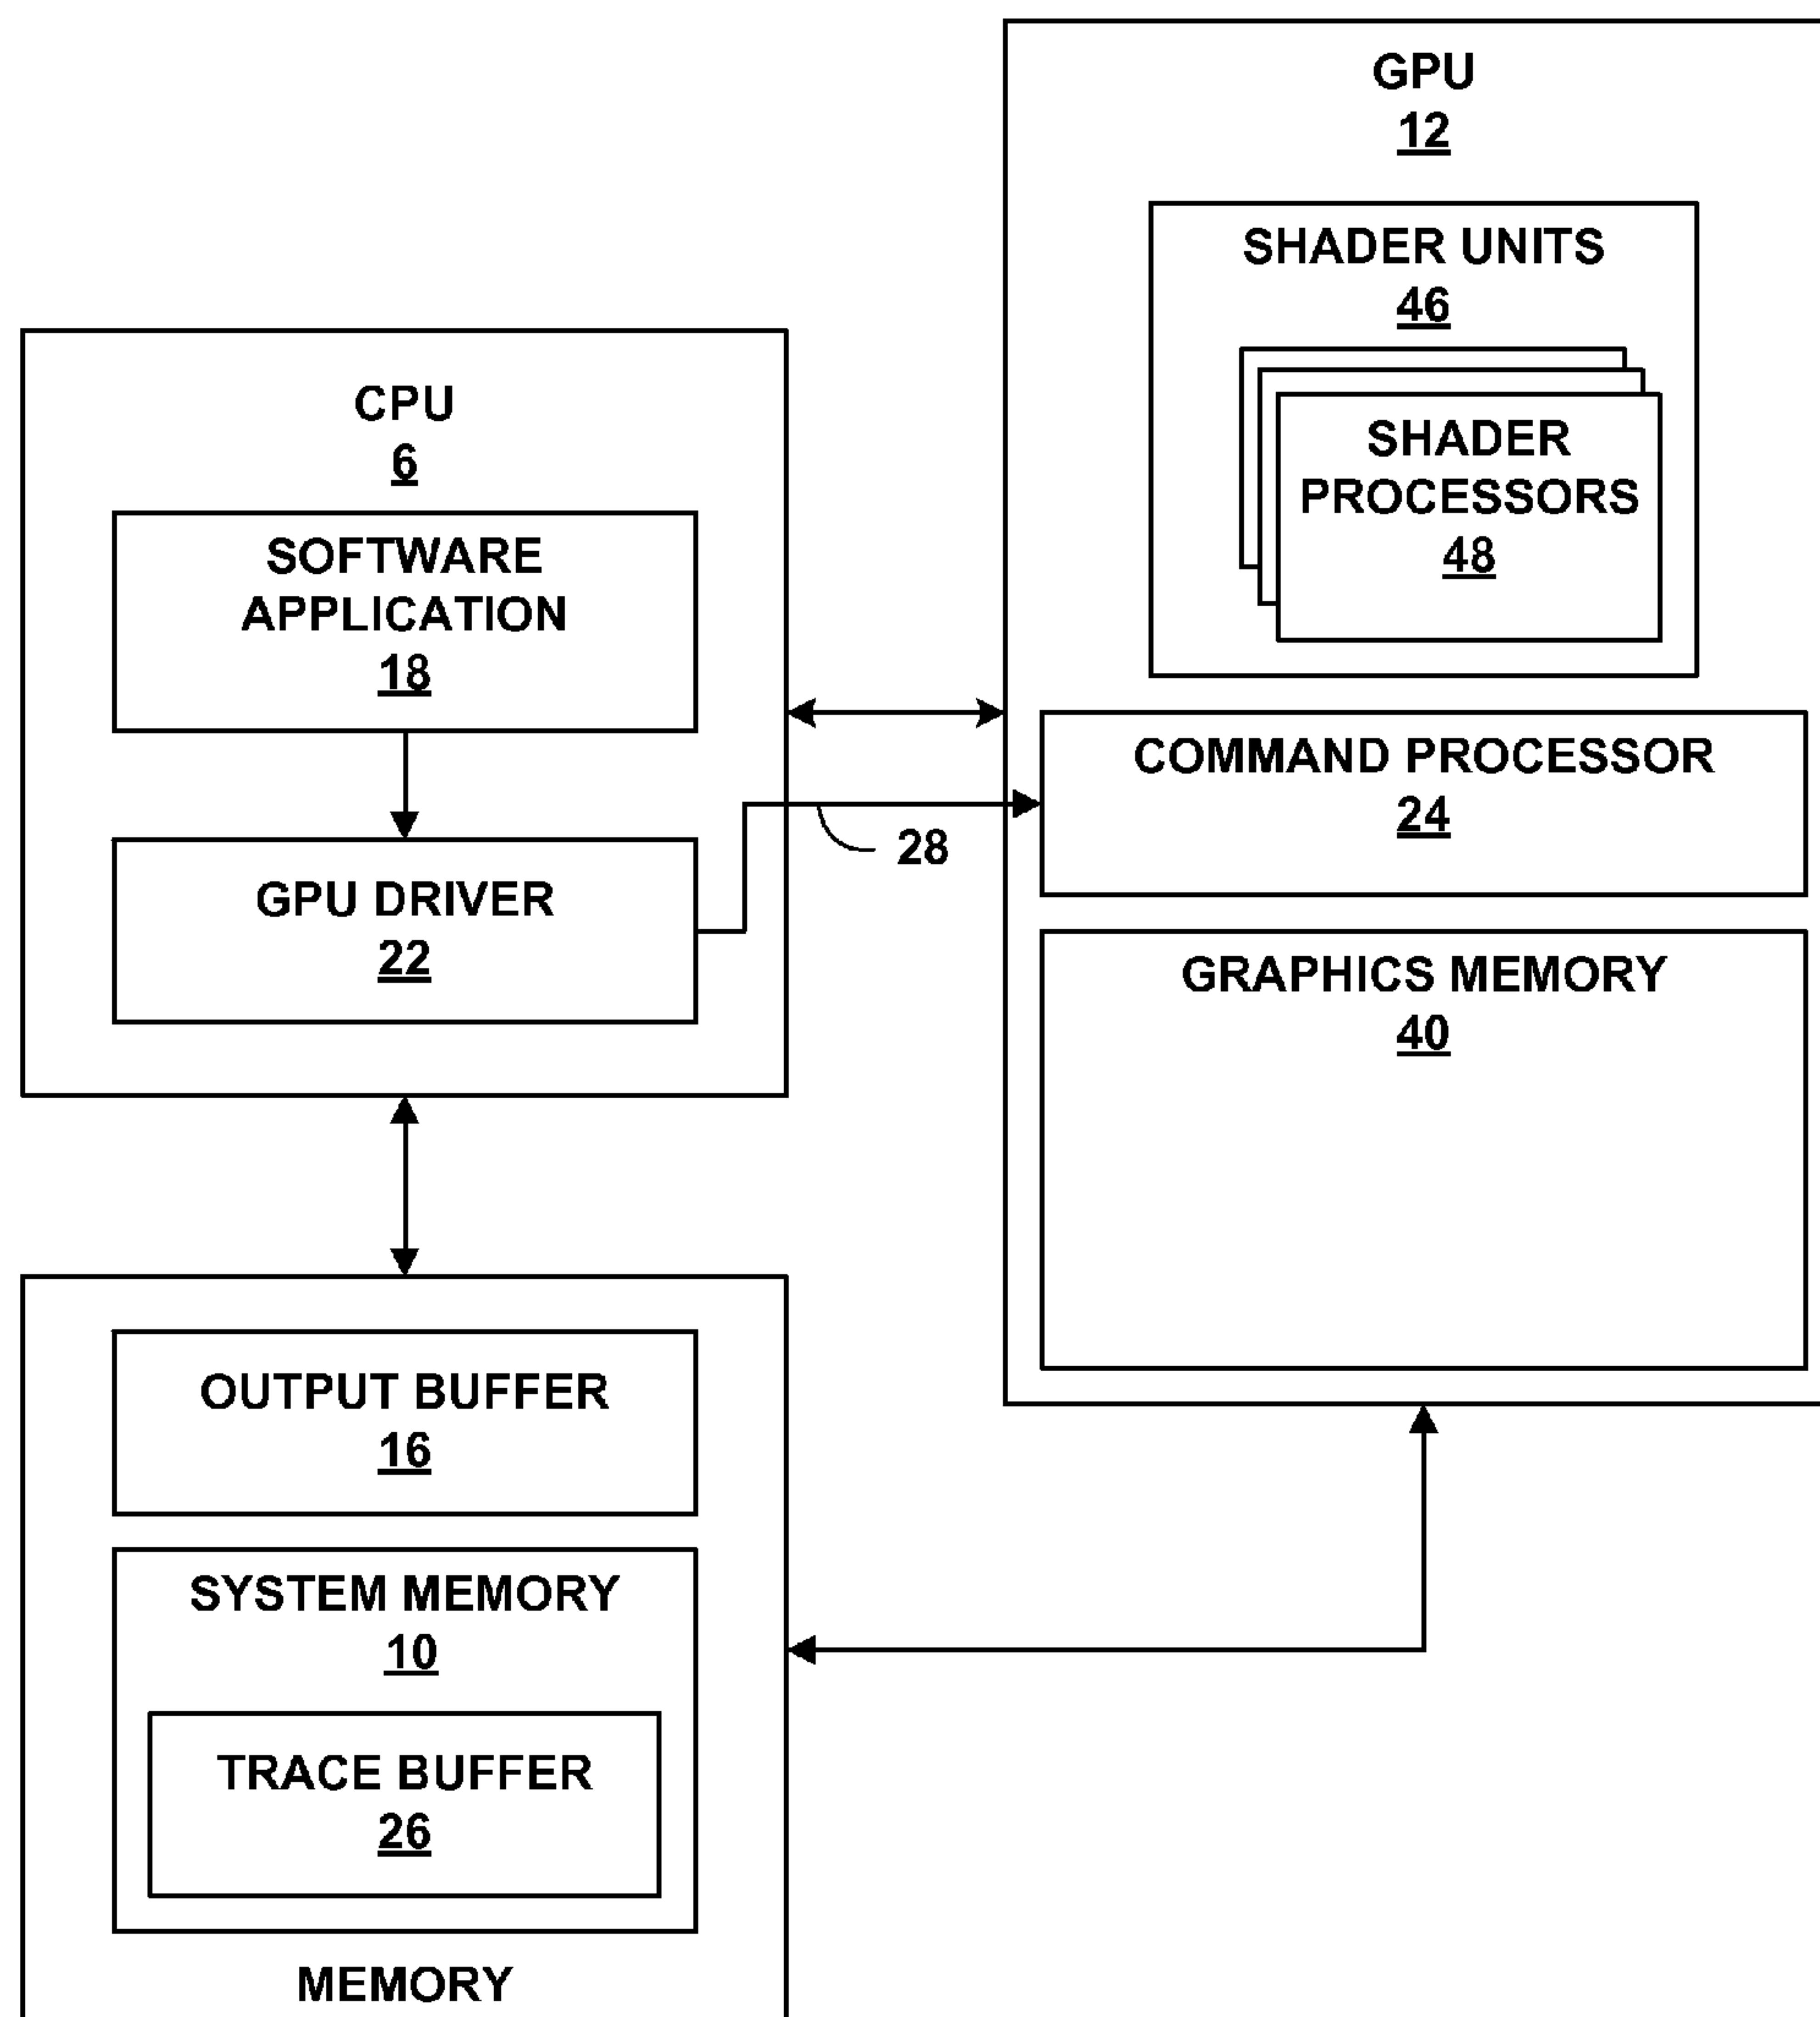 GPU
12
SHADER UNITS
46
SHADER
PROCESSORS
48
CPU
6
SOFTWARE
APPLICATION
18
COMMAND PROCESSOR
24
28
GPU DRIVER
22
GRAPHICS MEMORY
40
OUTPUT BUFFER
16
SYSTEM MEMORY
10
TRACE BUFFER
26
MEMORY